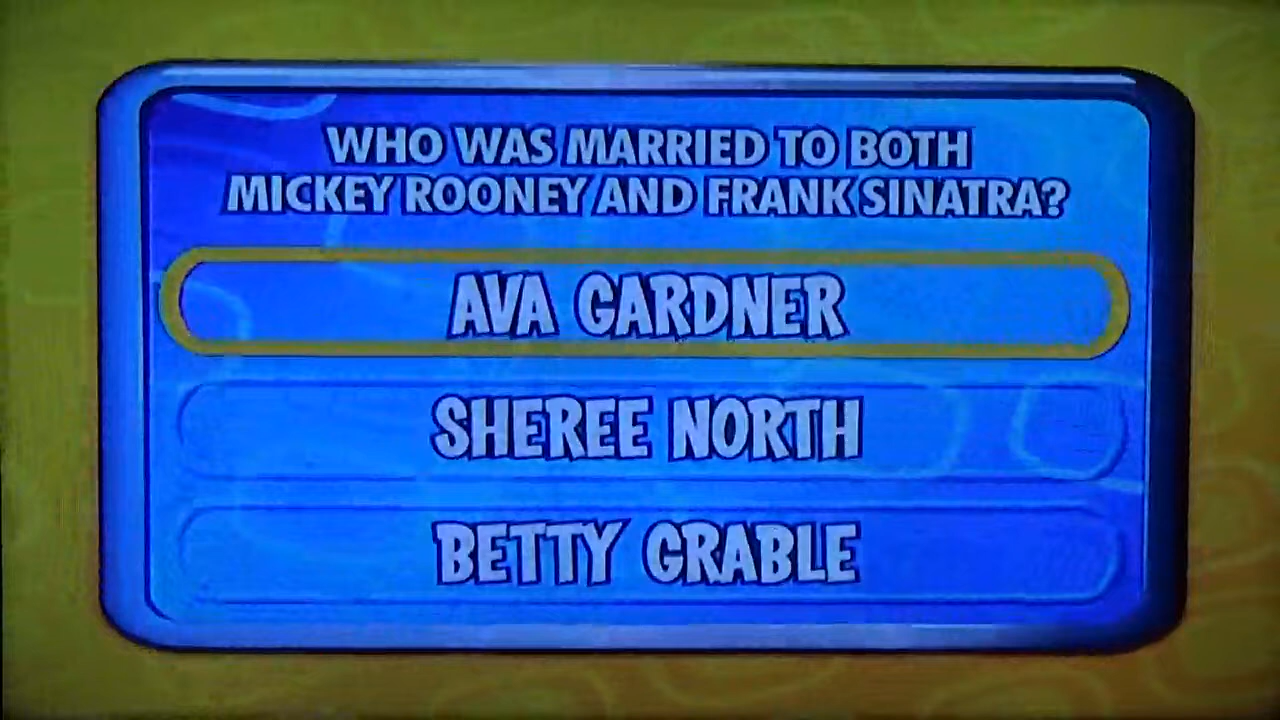 WHO WAS MARRIED TO BOTH
MICKEY ROONEY AND FRANK SINATRA?
AVA GARDNER
SHEREE NORTH
BETTY GRABLE